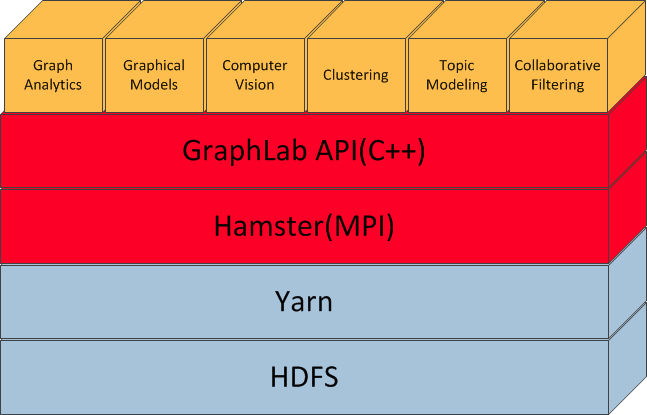 Graph
Analytics
Graphical
Models
Computer
Vision
Clustering
Topic
Modeling
Collaborative
Filtering
GraphLab API(C++)
Hamster(MPI)
Yarn
HDFS